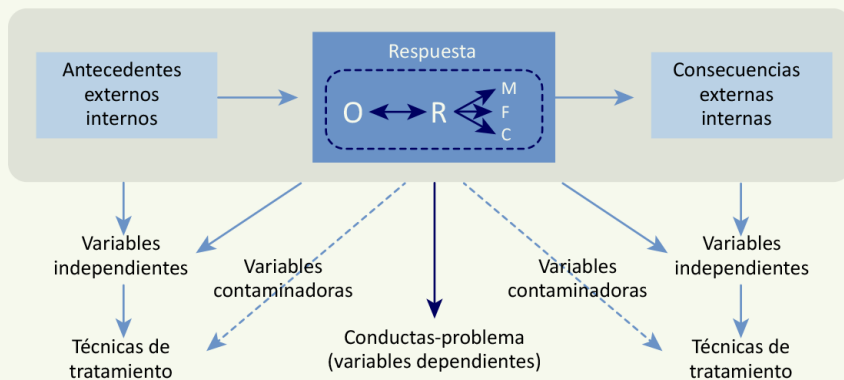 Respuesta
Antecedentes
externos
internos
O
R
M
F
C
Consecuencias
externas
internas
Variables
independientes
Variables
contaminadoras
Variables
contaminadoras
Variables
independientes
Técnicas de
tratamiento
Conductas-problema
(variables dependientes)
Técnicas de
tratamiento